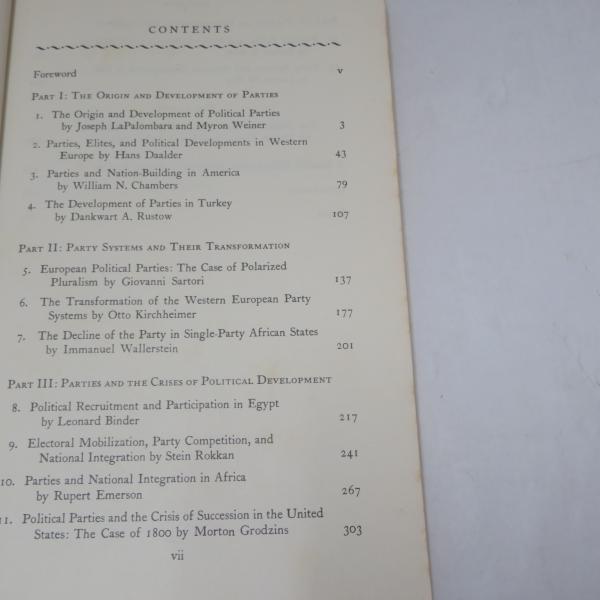 CONTENTS
Foreword v
PART I: THE ORIGIN AND DEVELOPMENT OF PARTIES
1. The Origin and Development of Political Parties
by Joseph LaPalombara and Myron Weiner 3
2. Parties, Elites, and Political Developments in Western
Europe by Hans Daalder 43
3. Parties and Nation-Building in America
by William N. Chambers 79
4. The Development of Parties in Turkey
by Dankwart A. Rustow 107
PART II: PARTY SYSTEMS AND THEIR TRANSFORMATION
5. European Political Parties: The Case of Polarized
Pluralism by Giovanni Sartori 137
6. The Transformation of the Western European Party
Systems by Otto Kirchheimer 177
7. The Decline of the Party in Single-Party African States
by Immanuel Wallerstein 201
PART III: PARTIES AND THE CRISES OF POLITICAL DEVELOPMENT
8. Political Recruitment and Participation in Egypt
by Leonard Binder 217
9. Electoral Mobilization, Party Competition, and
National Integration by Stein Rokkan 241
10. Parties and National Integration in Africa
by Rupert Emerson 267
11. Political Parties and the Crisis of Succession in the United
States: The Case of 1800 by Morton Grodzins 303
vii